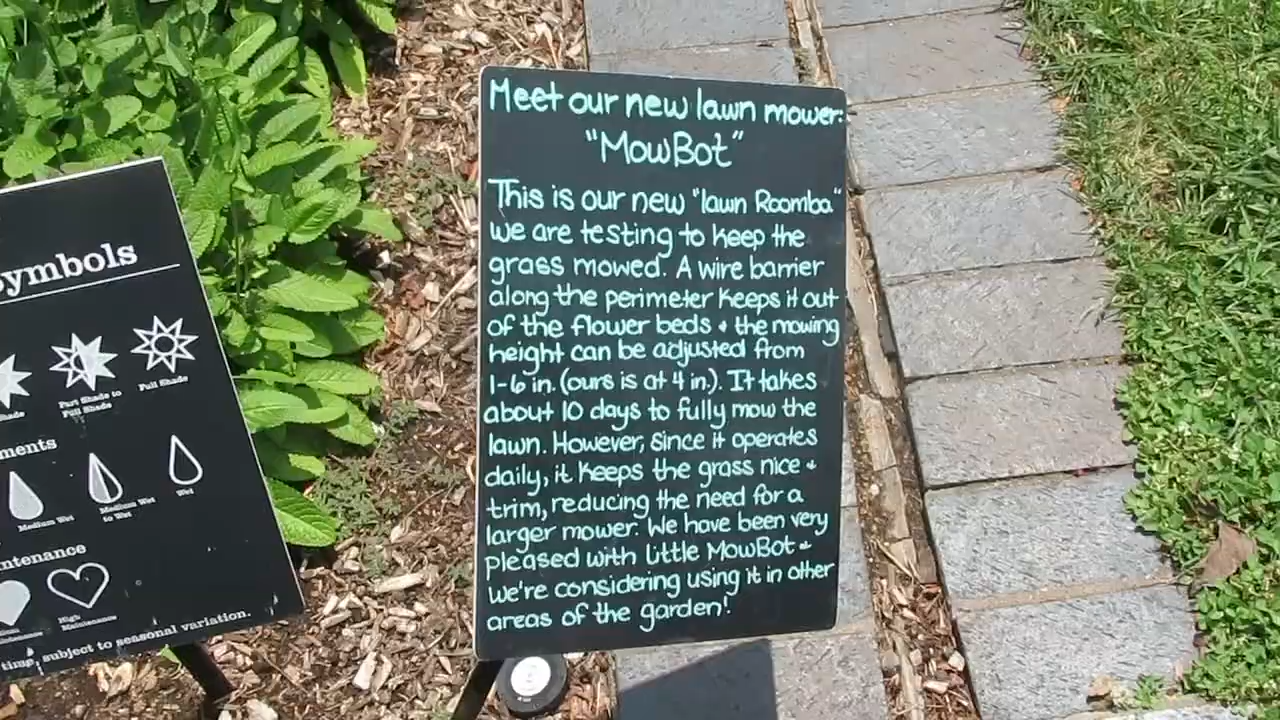 Meet our new lawn mower:
"MowBot"
This is our new "lawn Roomba"
we are testing to keep the
grass mowed. A wire barrier
along the perimeter keeps it out
of the flower beds + the mowing
height can be adjusted from
1-6 in. (ours is at 4 in.). It takes
about 10 days to fully mow the
lawn. However, since it operates
daily, it keeps the grass nice +
trim, reducing the need for a
larger mower. We have been very
pleased with little MowBot +
we're considering using it in other
areas of the garden!
Symbols
Part Shade to
Full Shade
Full Shade
Medium Wet
Medium Wet
to Wet
Wet
High
Maintenance
time, subject to seasonal variation.